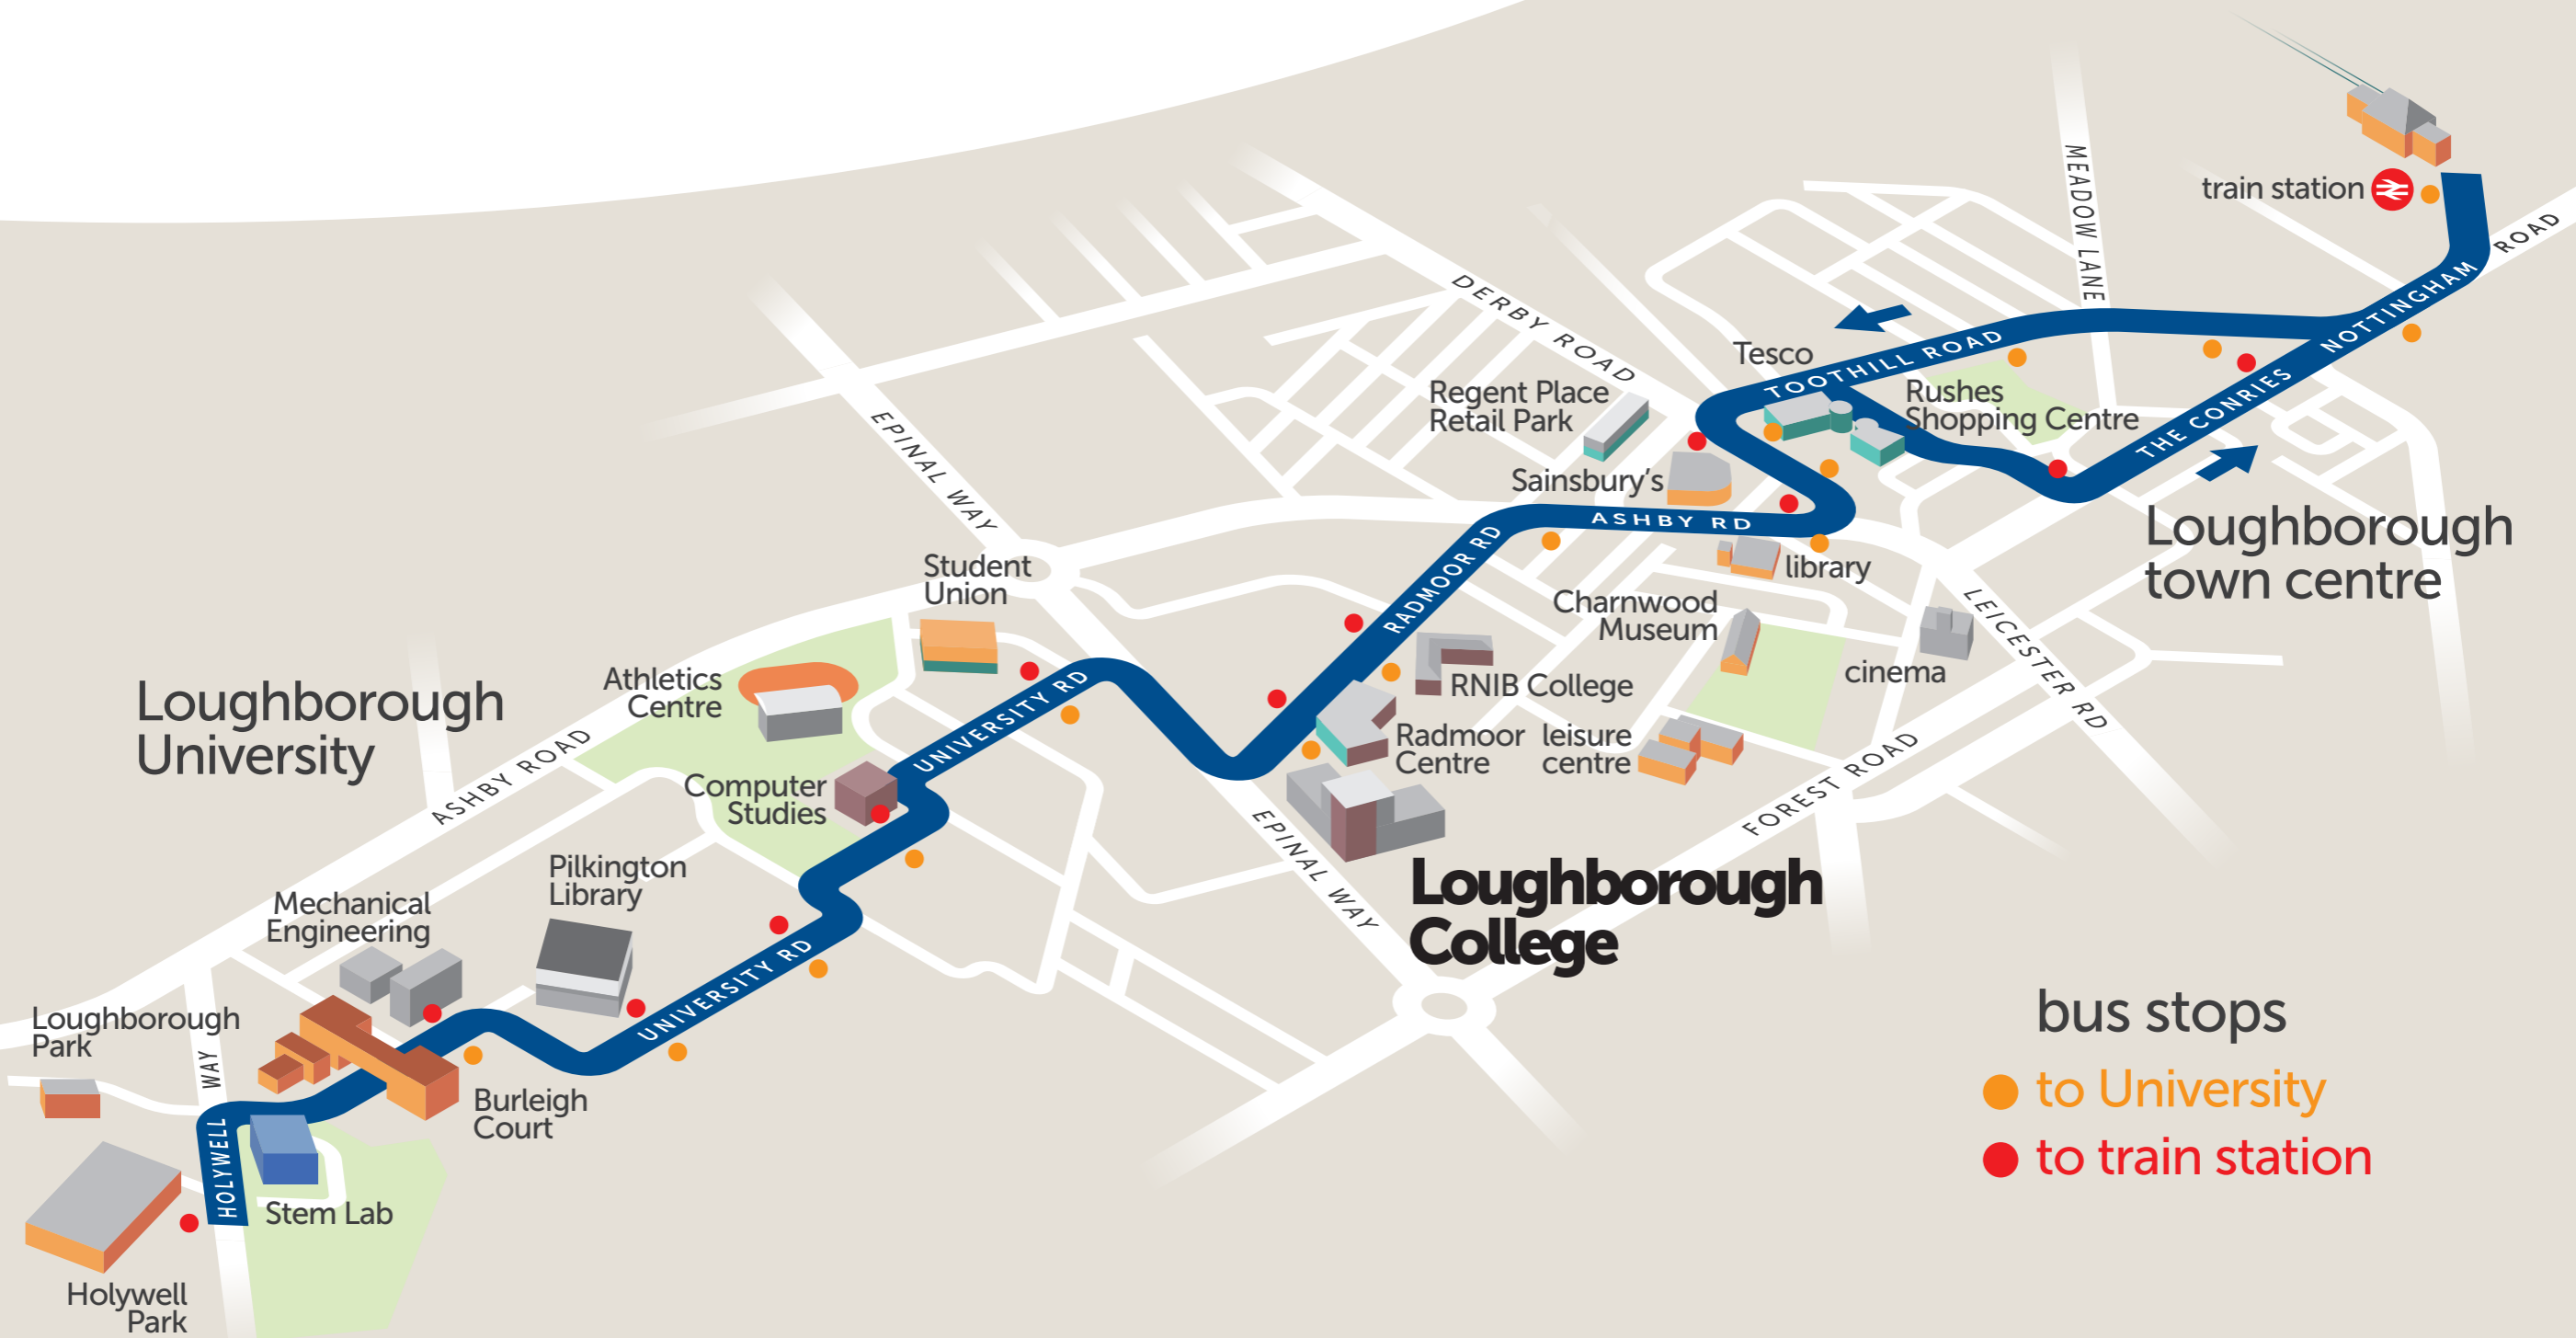 train station
MEADOW LANE
NOTTINGHAM ROAD
DERBY ROAD
Tesco
TOOTHILL ROAD
Regent Place
Retail Park
Rushes
Shopping Centre
THE CONRIES
EPINAL WAY
Sainsbury's
ASHBY RD
Loughborough
town centre
RADMOOR RD
library
Student
Union
Charnwood
Museum
LEICESTER RD
cinema
Athletics
Centre
RNIB College
Loughborough
University
UNIVERSITY RD
Radmoor
Centre
leisure
centre
ASHBY ROAD
Computer
Studies
FOREST ROAD
EPINAL WAY
Pilkington
Library
Loughborough
College
Mechanical
Engineering
UNIVERSITY RD
Loughborough
Park
HOLYWELL WAY
Burleigh
Court
Stem Lab
Holywell
Park
bus stops
to University
to train station